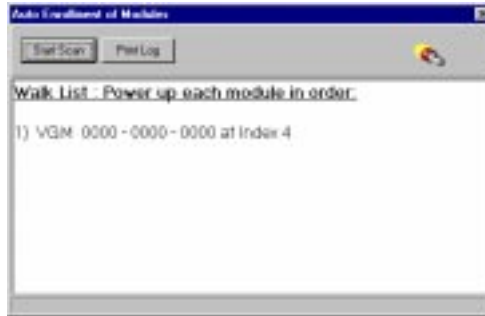 Auto Enrollment of Modules
Start Scan Print Log
Walk List : Power up each module in order:
1) VGM 0000 - 0000 - 0000 at Index 4